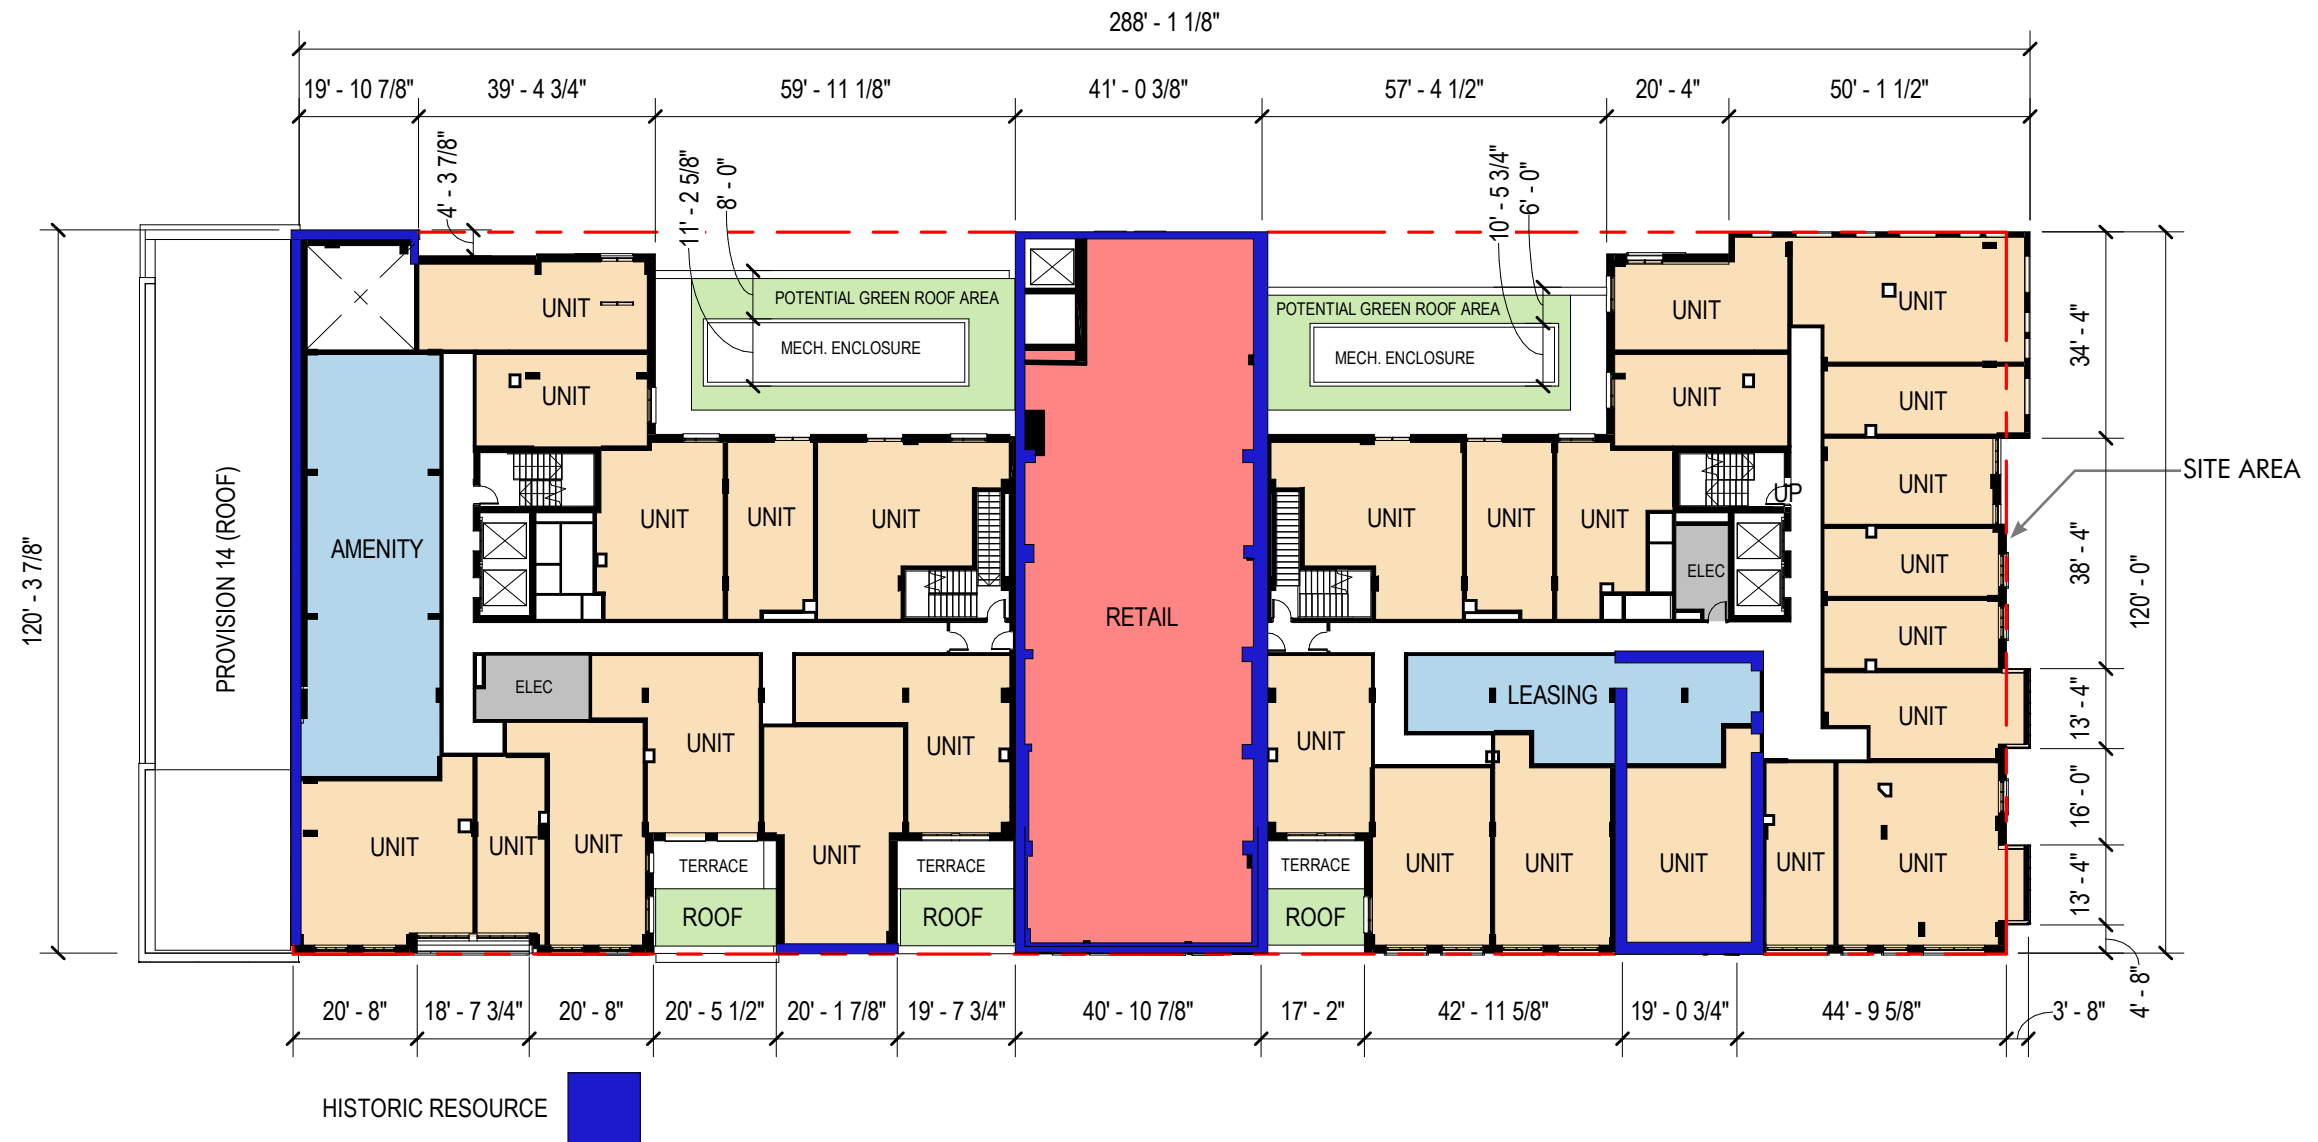 288' - 1 1/8"
19' - 10 7/8"
39' - 4 3/4"
59' - 11 1/8"
41' - 0 3/8"
57' - 4 1/2"
20' - 4"
50' - 1 1/2"
4' - 3 7/8"
11' - 2 5/8"
8' - 0"
10' - 5 3/4"
6' - 0"
120' - 3 7/8"
PROVISION 14 (ROOF)
UNIT
POTENTIAL GREEN ROOF AREA
MECH. ENCLOSURE
POTENTIAL GREEN ROOF AREA
MECH. ENCLOSURE
UNIT
UNIT
34' - 4"
UNIT
UNIT
UNIT
SITE AREA
UNIT
UP
AMENITY
UNIT
UNIT
UNIT
UNIT
UNIT
UNIT
ELEC
UNIT
38' - 4"
120' - 0"
RETAIL
UNIT
ELEC
LEASING
UNIT
13' - 4"
UNIT
UNIT
UNIT
16' - 0"
UNIT
UNIT
UNIT
UNIT
UNIT
UNIT
UNIT
UNIT
UNIT
13' - 4"
TERRACE
TERRACE
TERRACE
ROOF
ROOF
ROOF
4' - 8"
20' - 8"
18' - 7 3/4"
20' - 8"
20' - 5 1/2"
20' - 1 7/8"
19' - 7 3/4"
40' - 10 7/8"
17' - 2"
42' - 11 5/8"
19' - 0 3/4"
44' - 9 5/8"
3' - 8"
HISTORIC RESOURCE